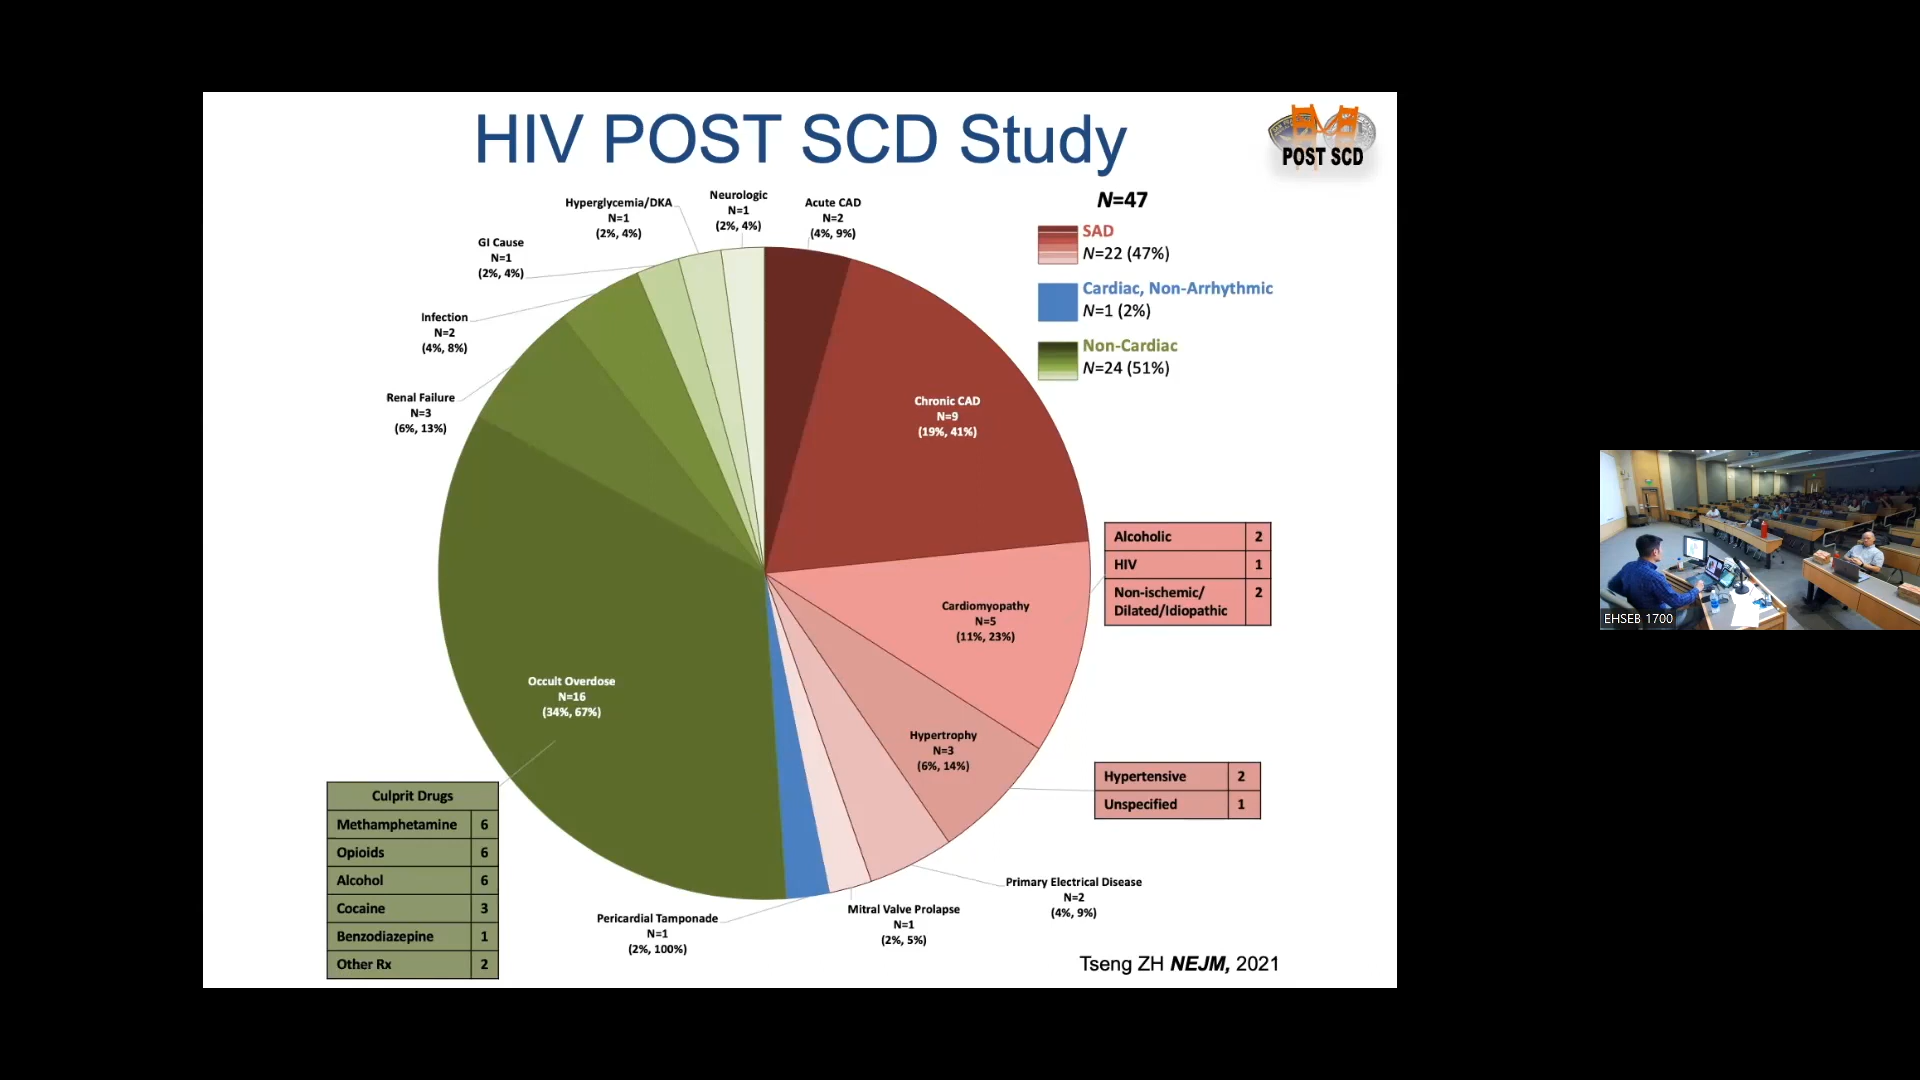 HIV POST SCD Study
POST SCD
N=47
SAD
N=22 (47%)
Cardiac, Non-Arrhythmic
N=1 (2%)
Non-Cardiac
N=24 (51%)
Neurologic
N=1
(2%, 4%)
Acute CAD
N=2
(4%, 9%)
Hyperglycemia/DKA
N=1
(2%, 4%)
GI Cause
N=1
(2%, 4%)
Infection
N=2
(4%, 8%)
Renal Failure
N=3
(6%, 13%)
Chronic CAD
N=9
(19%, 41%)
Cardiomyopathy
N=5
(11%, 23%)
Alcoholic 2
HIV 1
Non-ischemic/
Dilated/Idiopathic 2
Occult Overdose
N=16
(34%, 67%)
Hypertrophy
N=3
(6%, 14%)
Hypertensive 2
Unspecified 1
Culprit Drugs
Methamphetamine 6
Opioids 6
Alcohol 6
Cocaine 3
Benzodiazepine 1
Other Rx 2
Pericardial Tamponade
N=1
(2%, 100%)
Mitral Valve Prolapse
N=1
(2%, 5%)
Primary Electrical Disease
N=2
(4%, 9%)
Tseng ZH NEJM, 2021
EHSEB 1700